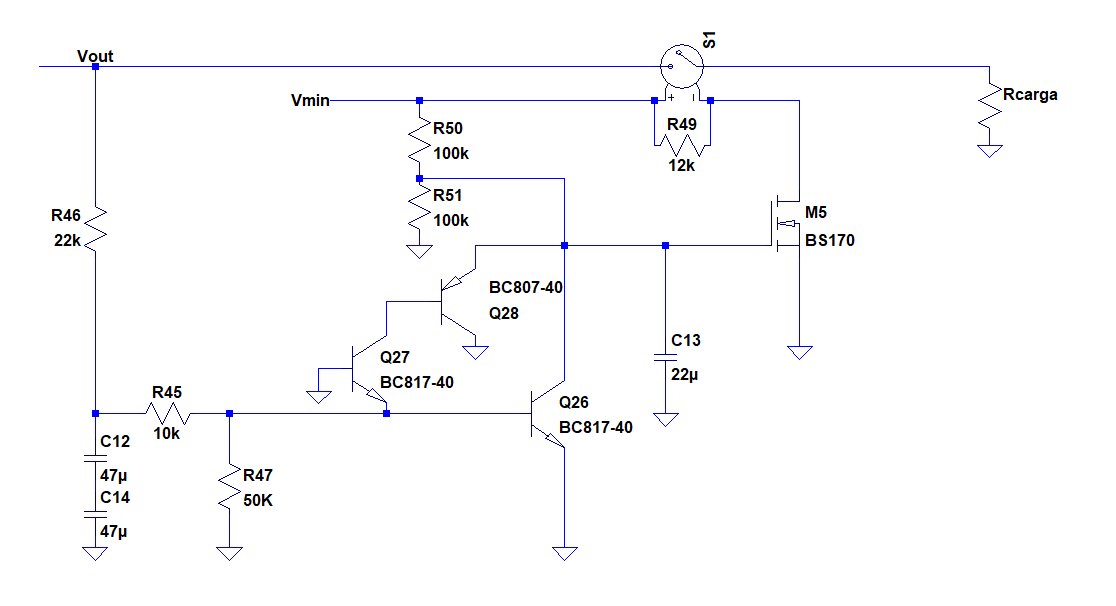 Vout
S1
Vmin
Rcarga
R50
100k
R49
12k
R51
100k
R46
22k
M5
BS170
BC807-40
Q28
C13
22µ
Q27
BC817-40
R45
10k
Q26
BC817-40
C12
47µ
C14
47µ
R47
50K
+